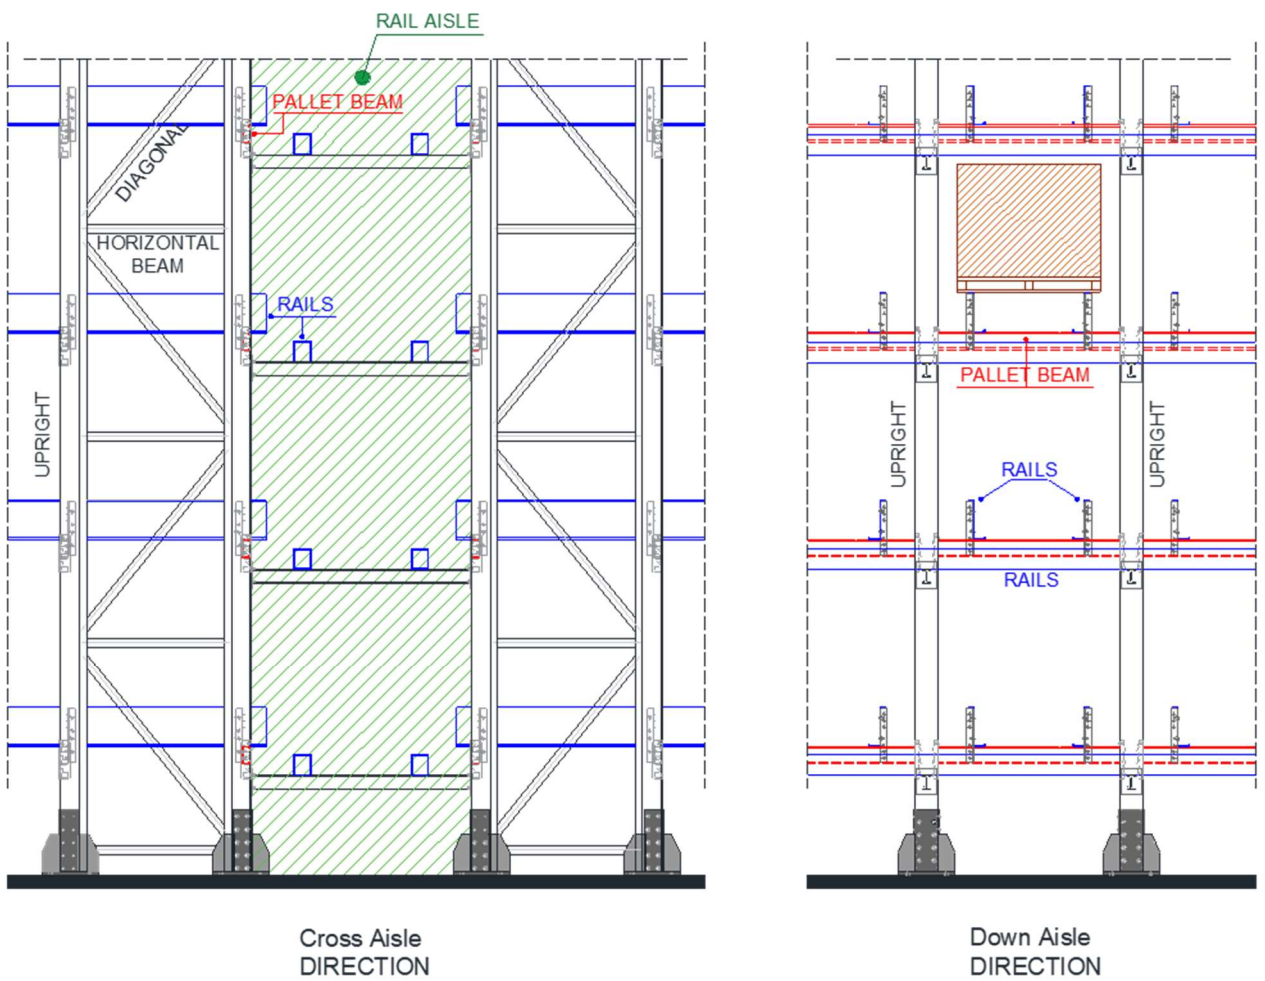 RAIL AISLE
PALLET BEAM
DIAGONAL
HORIZONTAL
BEAM
RAILS
UPRIGHT
Cross Aisle
DIRECTION
PALLET BEAM
UPRIGHT
UPRIGHT
RAILS
RAILS
Down Aisle
DIRECTION